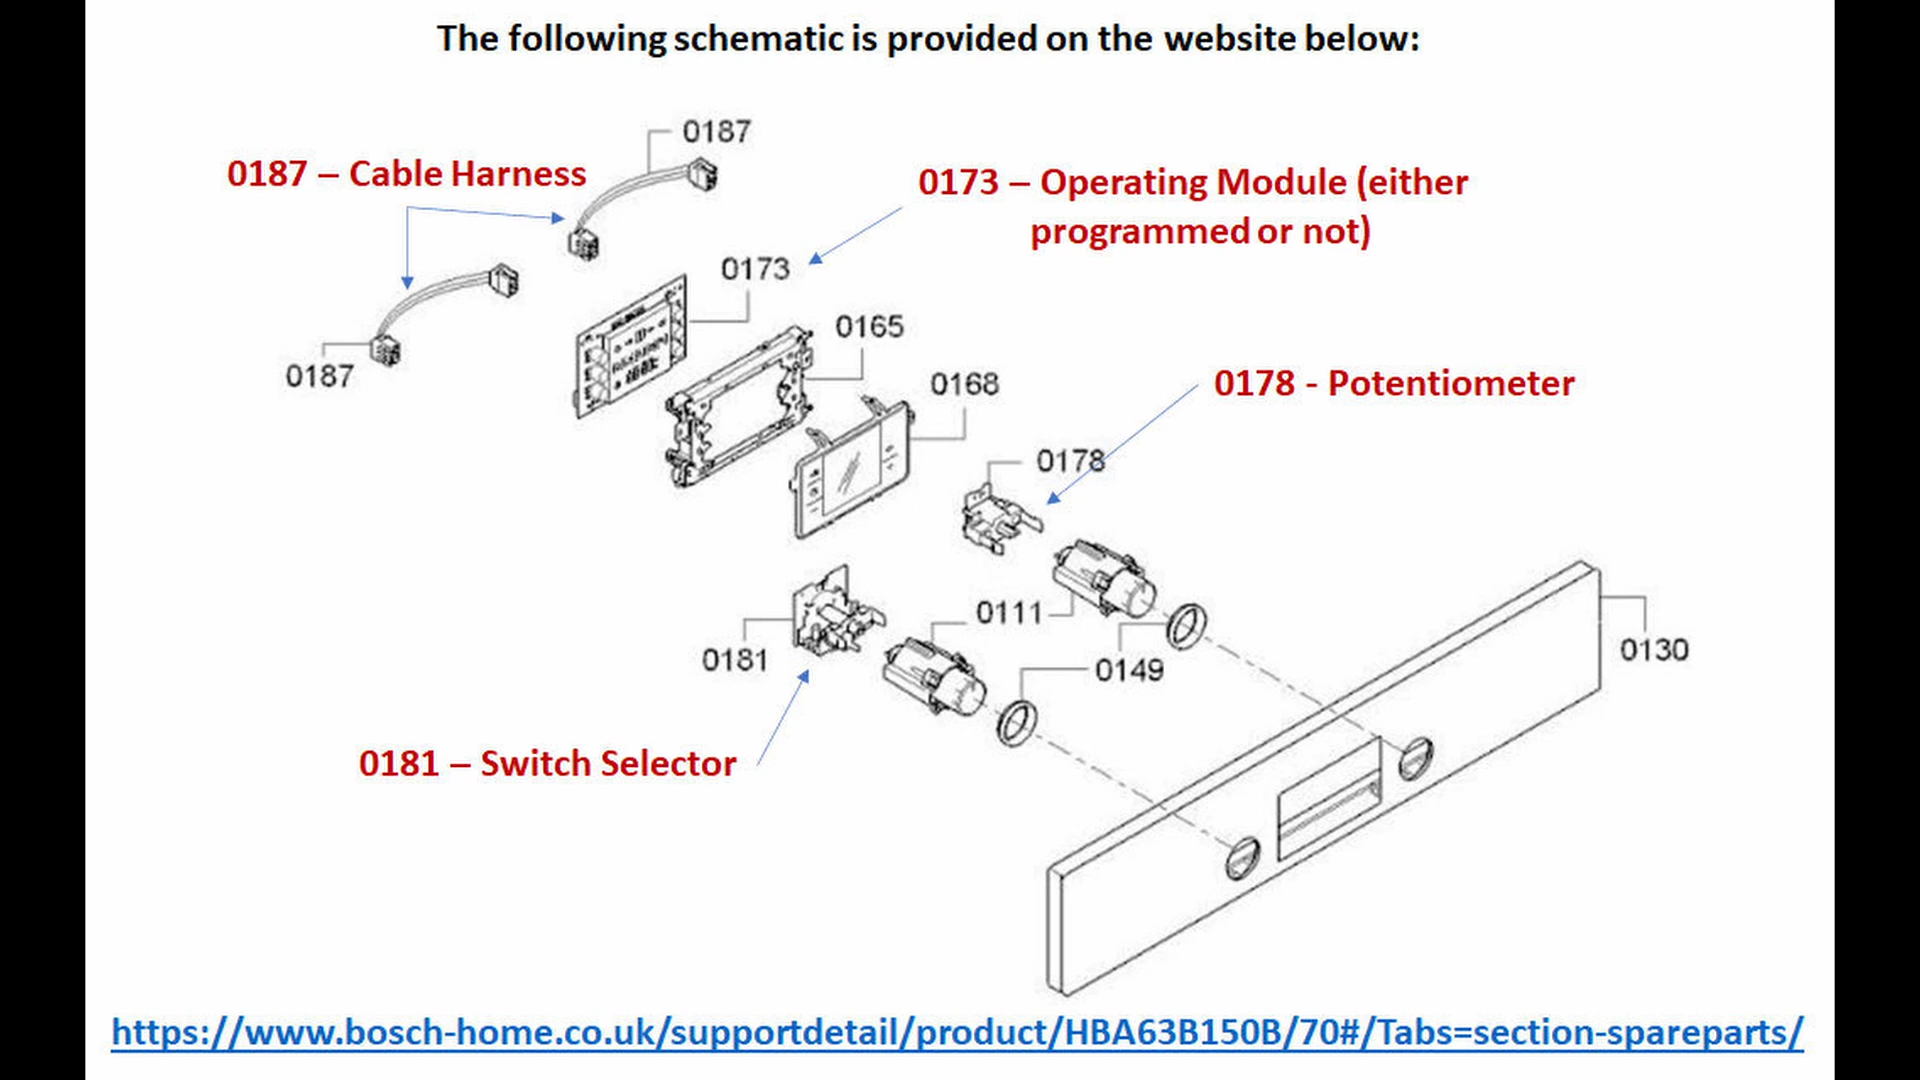 The following schematic is provided on the website below:
0187
0187 – Cable Harness
0173 – Operating Module (either
programmed or not)
0173
0165
0187
0168
0178 - Potentiometer
0178
0111
0181
0149
0130
0181 – Switch Selector
https://www.bosch-home.co.uk/supportdetail/product/HBA63B150B/70#/Tabs=section-spareparts/